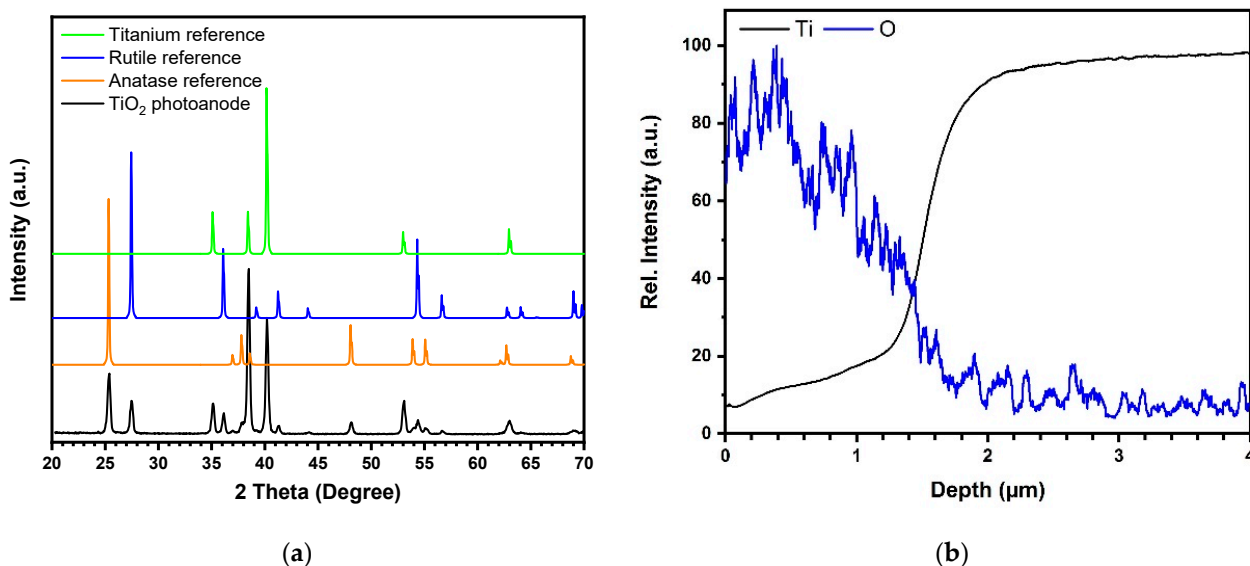 Titanium reference
Rutile reference
Anatase reference
TiO₂ photoanode
Intensity (a.u.)
20 25 30 35 40 45 50 55 60 65 70
2 Theta (Degree)
(a)
Ti O
Rel. Intensity (a.u.)
100
80
60
40
20
0
0 1 2 3 4
Depth (µm)
(b)